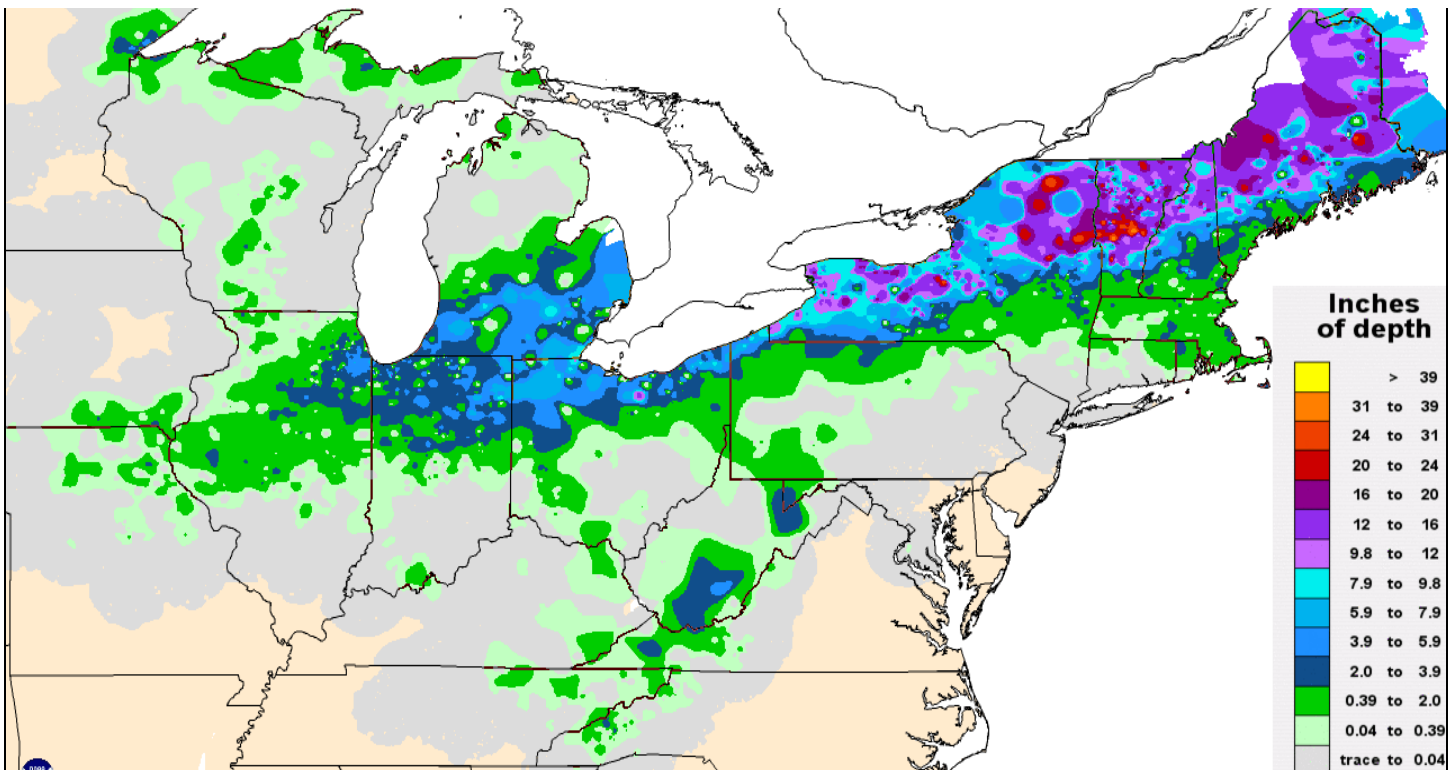 Inches
of depth
> 39
31 to 39
24 to 31
20 to 24
16 to 20
12 to 16
9.8 to 12
7.9 to 9.8
5.9 to 7.9
3.9 to 5.9
2.0 to 3.9
0.39 to 2.0
0.04 to 0.39
trace to 0.04